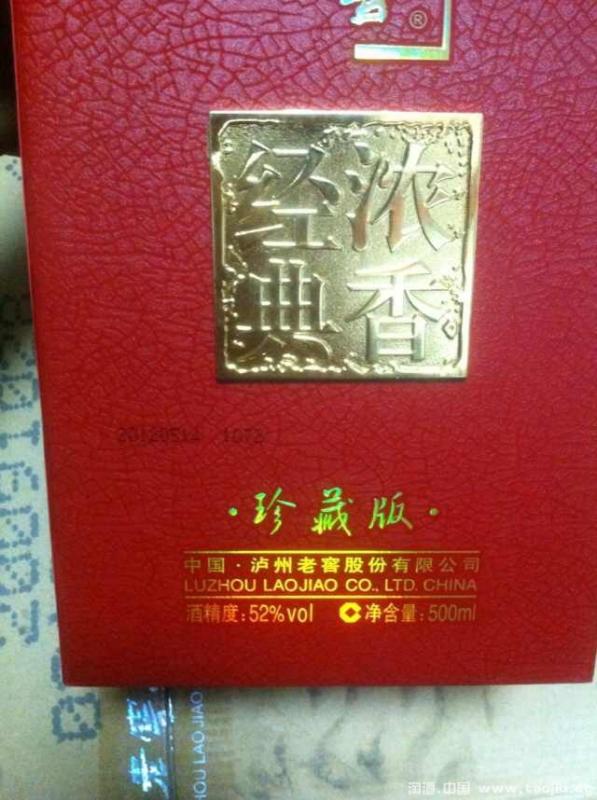 ®
浓香
经典
20120514 1073
·珍藏版·
中国·泸州老窖股份有限公司
LUZHOU LAOJIAO CO., LTD. CHINA
酒精度:52%vol 净含量:500ml
HOU LAO JIAO
淘酒.中国 www.taojiu.cn